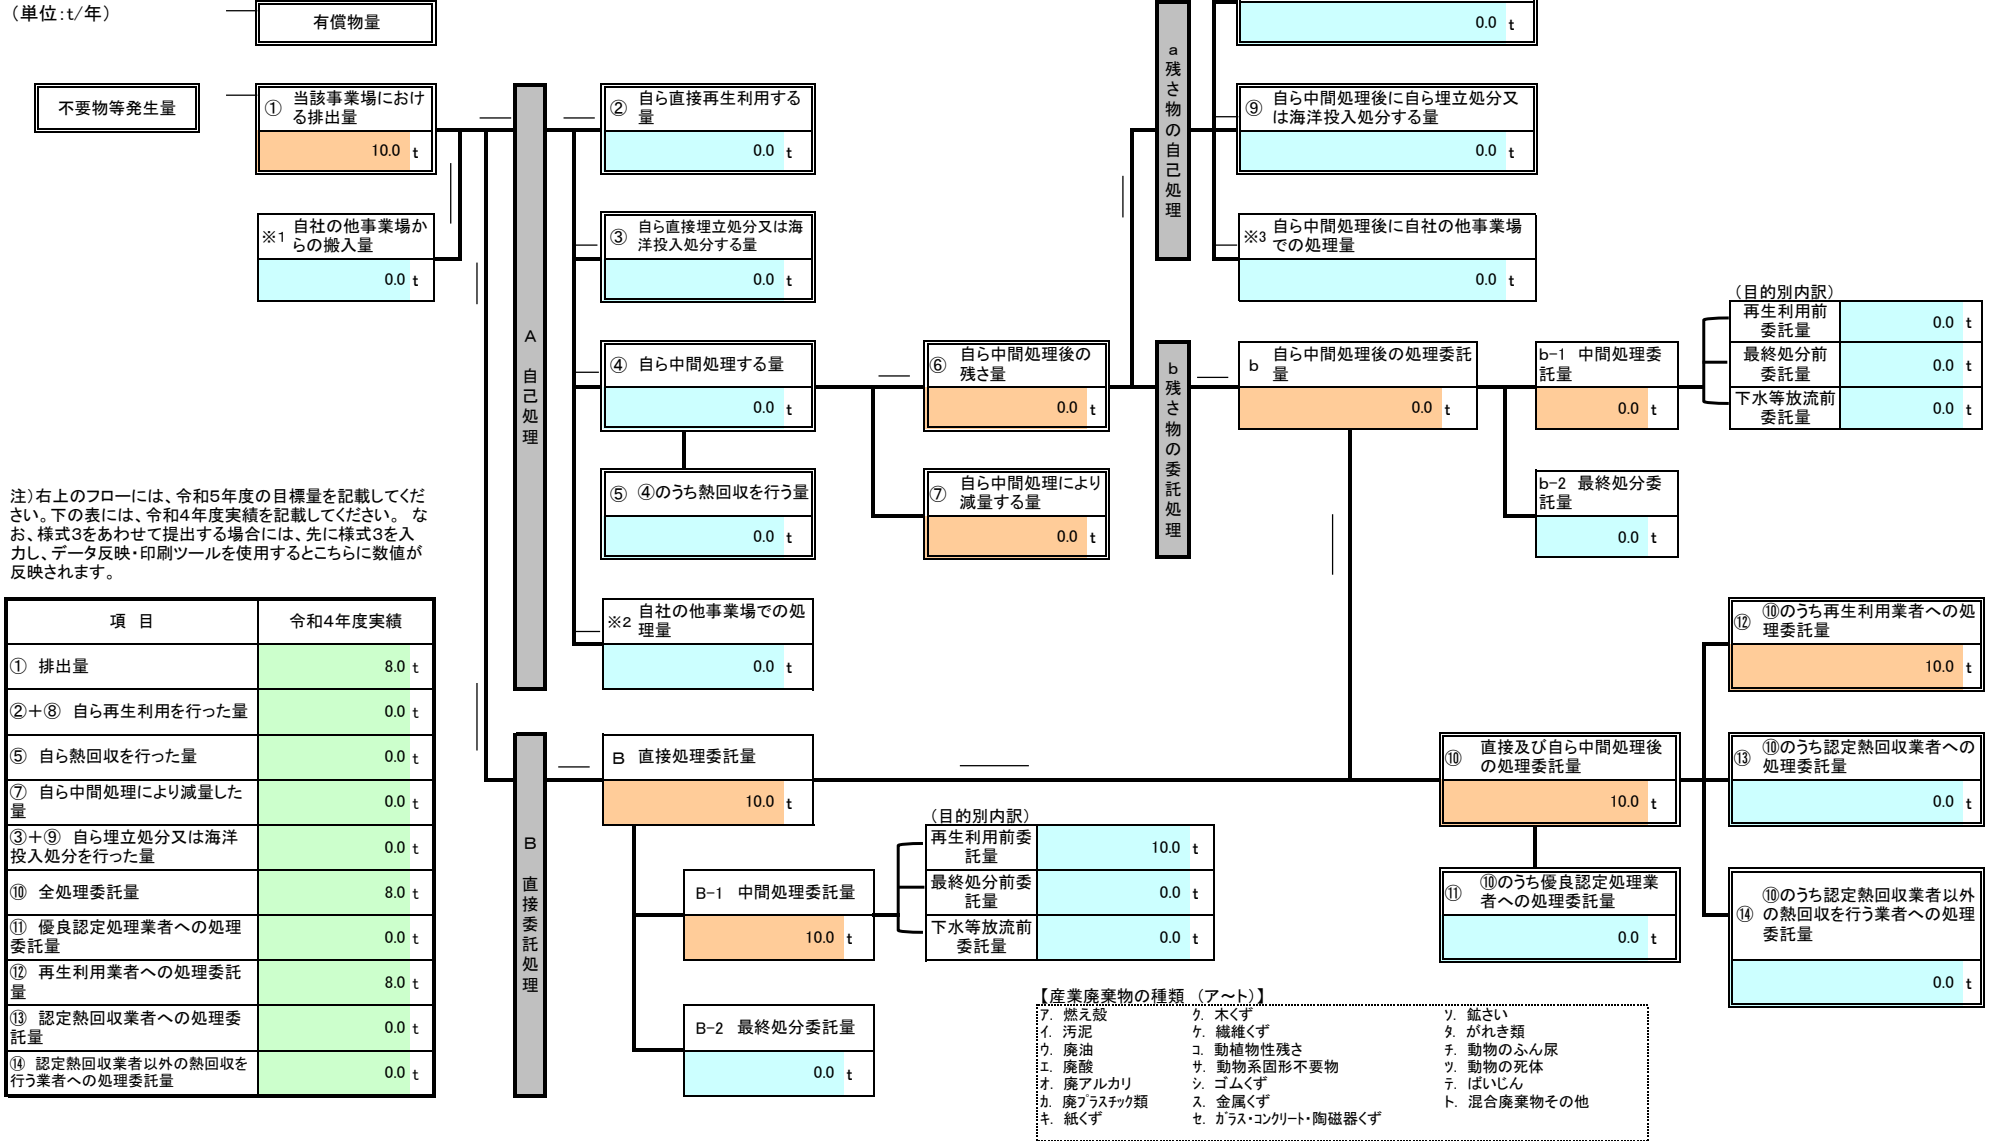 （単位：t/年）
有償物量
0.0 t
不要物等発生量
① 当該事業場におけ
る排出量
10.0 t
※1 自社の他事業場か
らの搬入量
0.0 t
A 自己処理
② 自ら直接再生利用する
量
0.0 t
③ 自ら直接埋立処分又は海
洋投入処分する量
0.0 t
④ 自ら中間処理する量
0.0 t
⑤ ④のうち熱回収を行う量
0.0 t
※2 自社の他事業場での処
理量
0.0 t
⑥ 自ら中間処理後の
残さ量
0.0 t
⑦ 自ら中間処理により
減量する量
0.0 t
a残さ物の自己処理
⑨ 自ら中間処理後に自ら埋立処分又
は海洋投入処分する量
0.0 t
※3 自ら中間処理後に自社の他事業場
での処理量
0.0 t
b残さ物の委託処理
b 自ら中間処理後の処理委託
量
0.0 t
b-1 中間処理委
託量
0.0 t
b-2 最終処分委
託量
0.0 t
（目的別内訳）
再生利用前
委託量
0.0 t
最終処分前
委託量
0.0 t
下水等放流前
委託量
0.0 t
注）右上のフローには、令和５年度の目標量を記載してくだ
さい。下の表には、令和４年度実績を記載してください。 な
お、様式３をあわせて提出する場合には、先に様式３を入
力し、データ反映・印刷ツールを使用するとこちらに数値が
反映されます。
項 目 令和４年度実績
① 排出量 8.0 t
②＋⑧ 自ら再生利用を行った量 0.0 t
⑤ 自ら熱回収を行った量 0.0 t
⑦ 自ら中間処理により減量した
量 0.0 t
③＋⑨ 自ら埋立処分又は海洋
投入処分を行った量 0.0 t
⑩ 全処理委託量 8.0 t
⑪ 優良認定処理業者への処理
委託量 0.0 t
⑫ 再生利用業者への処理委託
量 8.0 t
⑬ 認定熱回収業者への処理委
託量 0.0 t
⑭ 認定熱回収業者以外の熱回収を
行う業者への処理委託量 0.0 t
B 直接委託処理
B 直接処理委託量
10.0 t
B-1 中間処理委託量
10.0 t
B-2 最終処分委託量
0.0 t
（目的別内訳）
再生利用前委
託量
10.0 t
最終処分前委
託量
0.0 t
下水等放流前
委託量
0.0 t
⑩ 直接及び自ら中間処理後
の処理委託量
10.0 t
⑪ ⑩のうち優良認定処理業
者への処理委託量
0.0 t
⑫ ⑩のうち再生利用業者への処
理委託量
10.0 t
⑬ ⑩のうち認定熱回収業者への
処理委託量
0.0 t
⑭ ⑩のうち認定熱回収業者以外
の熱回収を行う業者への処理
委託量
0.0 t
【産業廃棄物の種類 （ア～ト）】
ア. 燃え殻 ク. 木くず ソ. 鉱さい
イ. 汚泥 ケ. 繊維くず タ. がれき類
ウ. 廃油 コ. 動植物性残さ チ. 動物のふん尿
エ. 廃酸 サ. 動物系固形不要物 ツ. 動物の死体
オ. 廃アルカリ シ. ゴムくず テ. ばいじん
カ. 廃プラスチック類 ス. 金属くず ト. 混合廃棄物その他
キ. 紙くず セ. ガラス・コンクリート・陶磁器くず